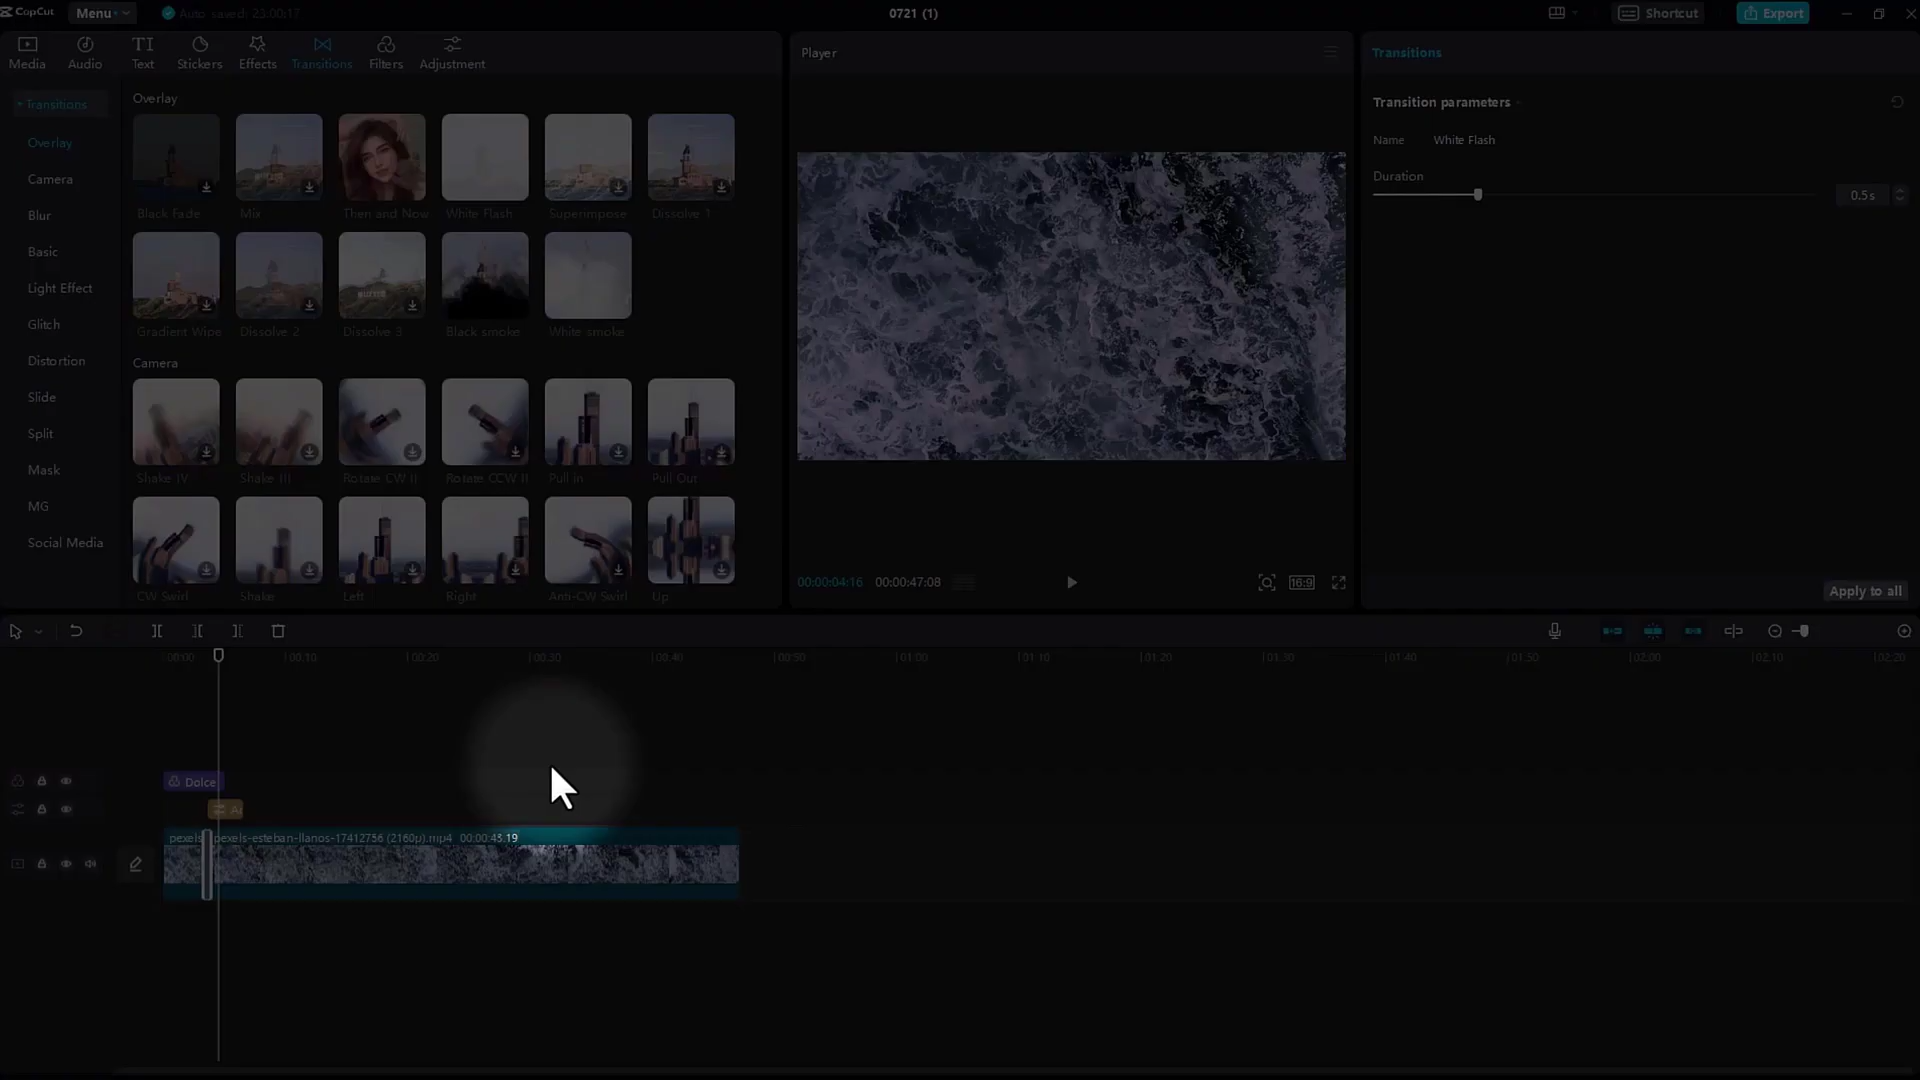 CapCut
Menu
Auto saved: 23:00:17
0721 (1)
Shortcut
Export
Media
Audio
Text
Stickers
Effects
Transitions
Filters
Adjustment
Player
Transitions
Transitions
Overlay
Camera
Blur
Basic
Light Effect
Glitch
Distortion
Slide
Split
Mask
MG
Social Media
Overlay
Black Fade
Mix
Then and Now
White Flash
Superimpose
Dissolve 1
Gradient Wipe
Dissolve 2
Dissolve 3
Black smoke
White smoke
Camera
Shake IV
Shake III
Rotate CW II
Rotate CCW II
Pull In
Pull Out
CW Swirl
Shake
Left
Right
Anti-CW Swirl
Up
00:00:04:16
00:00:47:08
16:9
Transition parameters
Name
White Flash
Duration
0.5s
Apply to all
00:00
00:10
00:20
00:30
00:40
00:50
01:00
01:10
01:20
01:30
01:40
01:50
02:00
02:10
02:20
Dolce
pexels
pexels-esteban-llanos-17412756 (2160p).mp4 00:00:43:19